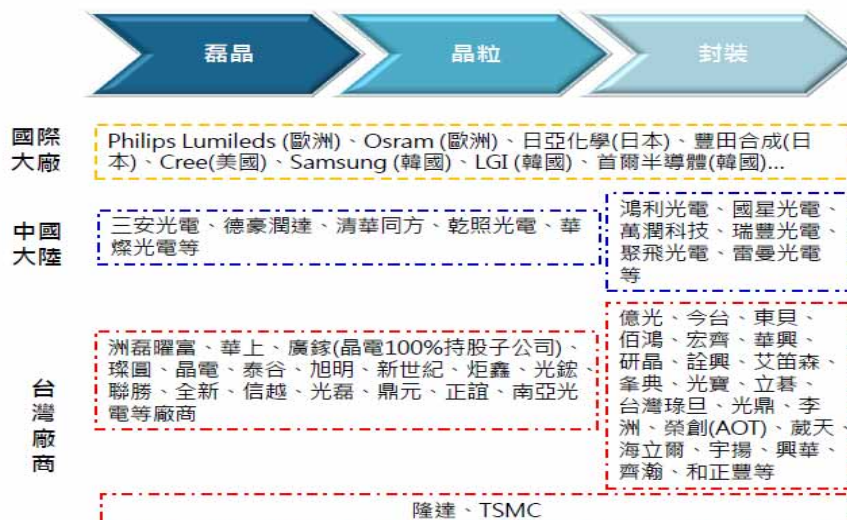 磊晶
晶粒
封裝
國際
大廠
Philips Lumileds (歐洲)、Osram (歐洲)、日亞化學(日本)、豐田合成(日
本)、Cree(美國)、Samsung (韓國)、LGI (韓國)、首爾半導體(韓國)...
中國
大陸
三安光電、德豪潤達、清華同方、乾照光電、華
燦光電等
鴻利光電、國星光電、
萬潤科技、瑞豐光電、
聚飛光電、雷曼光電
等
台灣廠商
洲磊曜富、華上、廣鎵(晶電100%持股子公司)、
璨圓、晶電、泰谷、旭明、新世紀、炬鑫、光鋐、
聯勝、全新、信越、光磊、鼎元、正誼、南亞光
電等廠商
億光、今台、東貝、
佰鴻、宏齊、華興、
研晶、詮興、艾笛森、
夆典、光寶、立碁、
台灣琭旦、光鼎、李
洲、榮創(AOT)、葳天、
海立爾、宇揚、興華、
齊瀚、和正豐等
隆達、TSMC